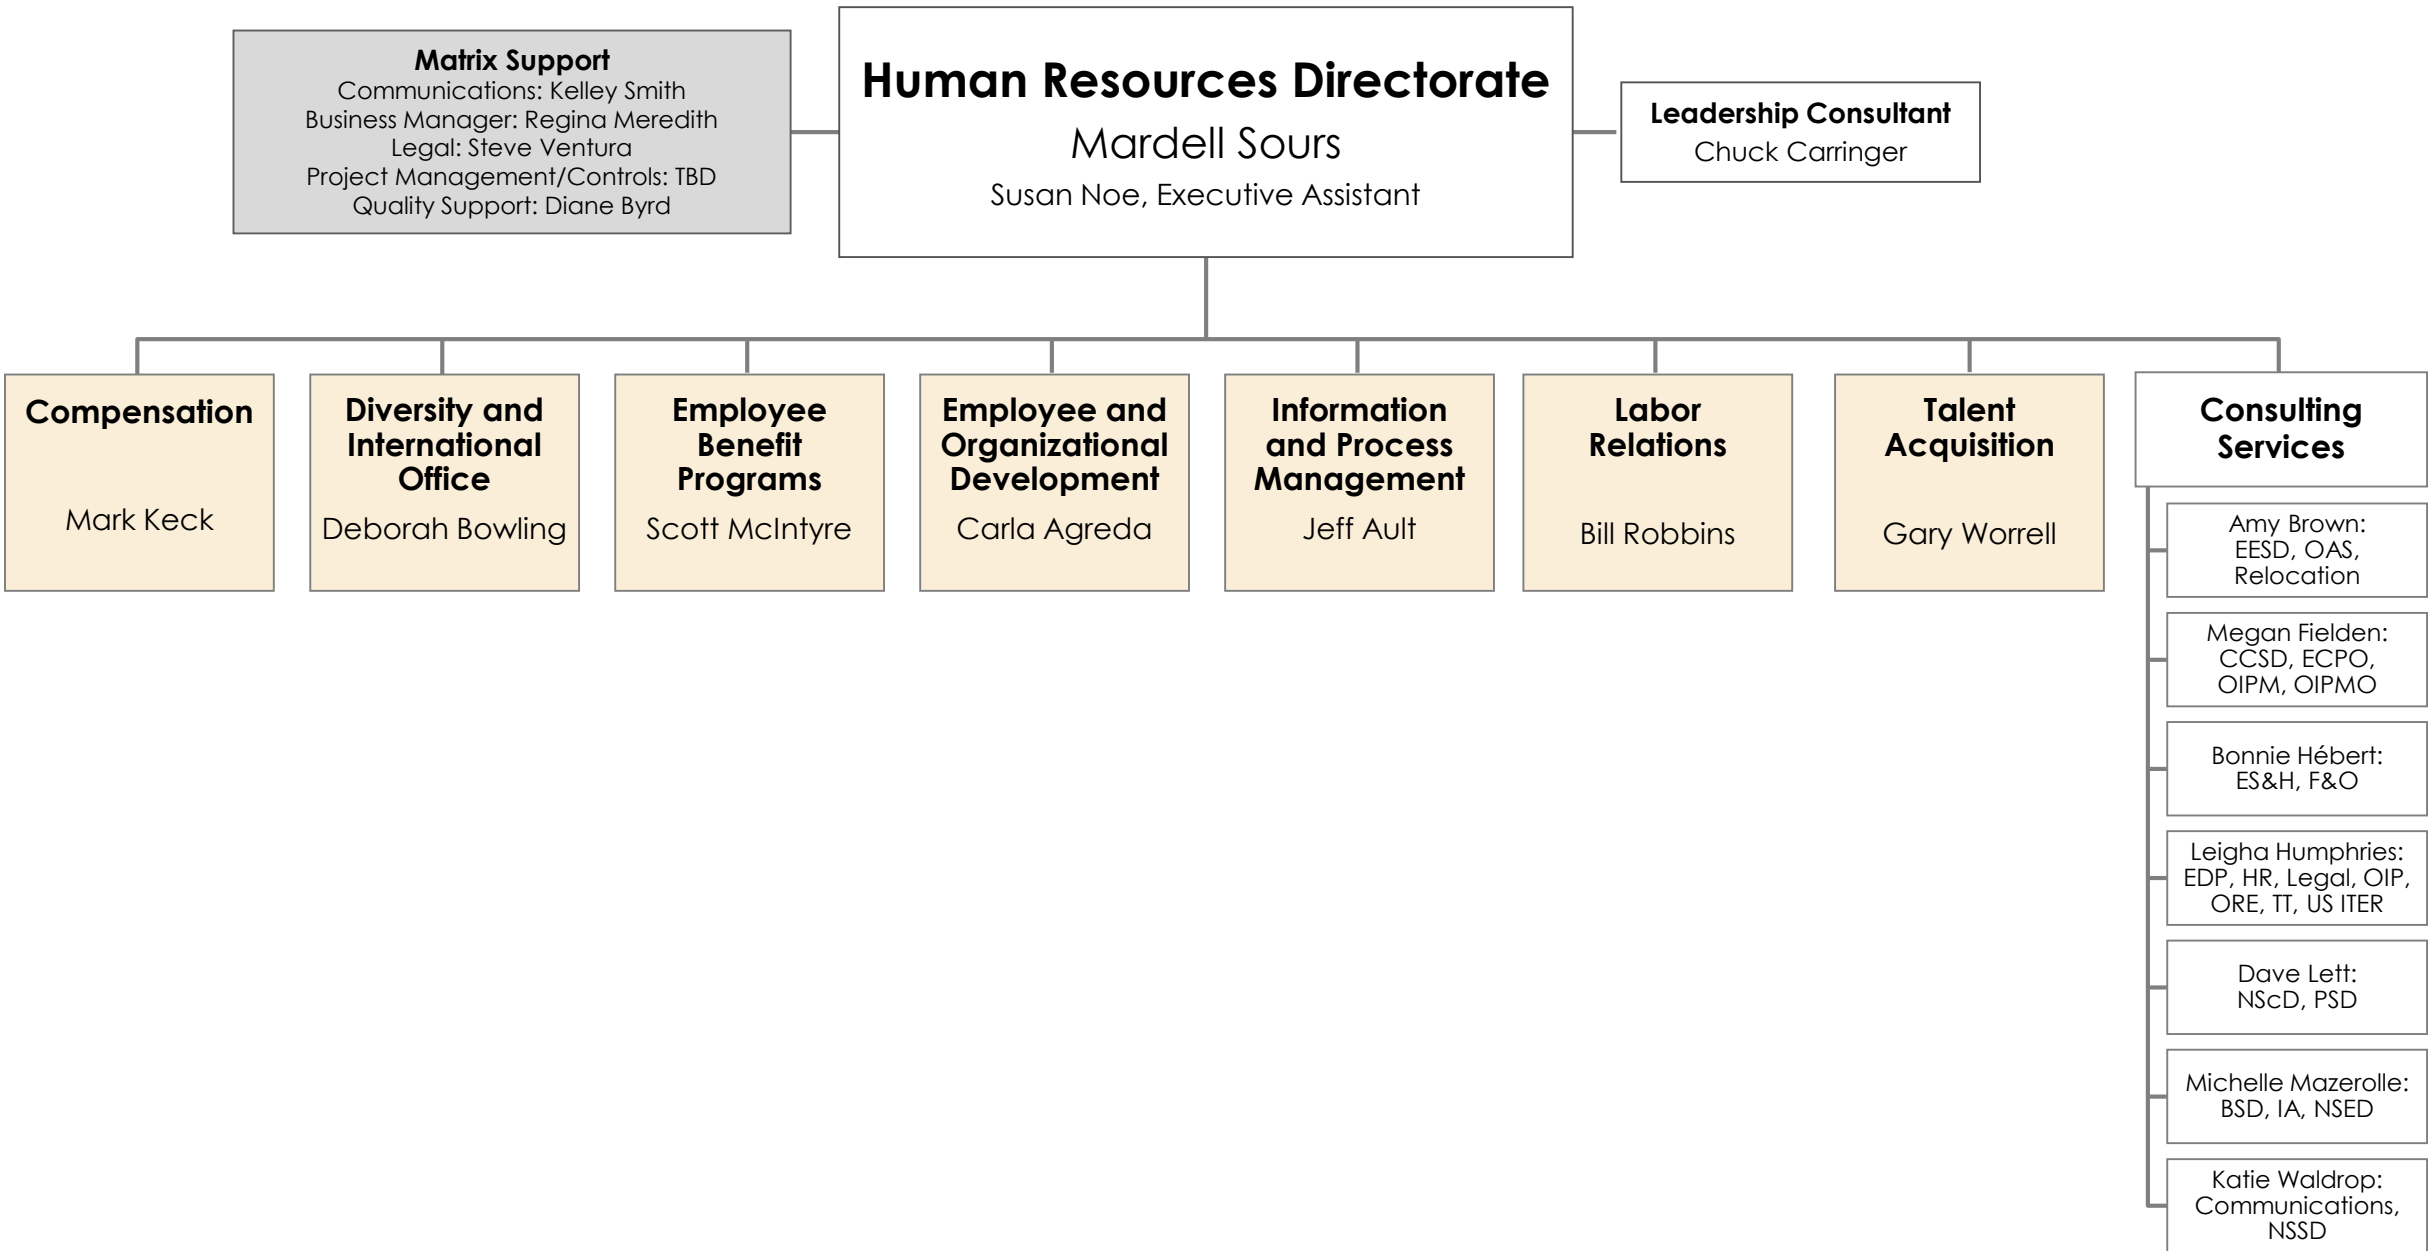 Matrix Support
Communications: Kelley Smith
Business Manager: Regina Meredith
Legal: Steve Ventura
Project Management/Controls: TBD
Quality Support: Diane Byrd
Human Resources Directorate
Mardell Sours
Susan Noe, Executive Assistant
Leadership Consultant
Chuck Carringer
Compensation
Mark Keck
Diversity and
International
Office
Deborah Bowling
Employee
Benefit
Programs
Scott McIntyre
Employee and
Organizational
Development
Carla Agreda
Information
and Process
Management
Jeff Ault
Labor
Relations
Bill Robbins
Talent
Acquisition
Gary Worrell
Consulting
Services
Amy Brown:
EESD, OAS,
Relocation
Megan Fielden:
CCSD, ECPO,
OIPM, OIPMO
Bonnie Hébert:
ES&H, F&O
Leigha Humphries:
EDP, HR, Legal, OIP,
ORE, TT, US ITER
Dave Lett:
NScD, PSD
Michelle Mazerolle:
BSD, IA, NSED
Katie Waldrop:
Communications,
NSSD